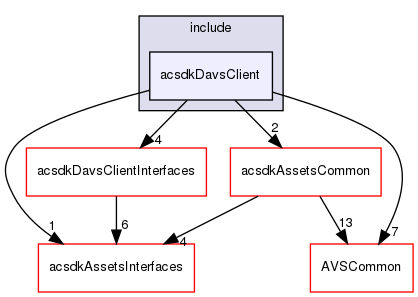 include
acsdkDavsClient
4
2
acsdkDavsClientInterfaces
acsdkAssetsCommon
1
6
4
13
7
acsdkAssetsInterfaces
AVSCommon